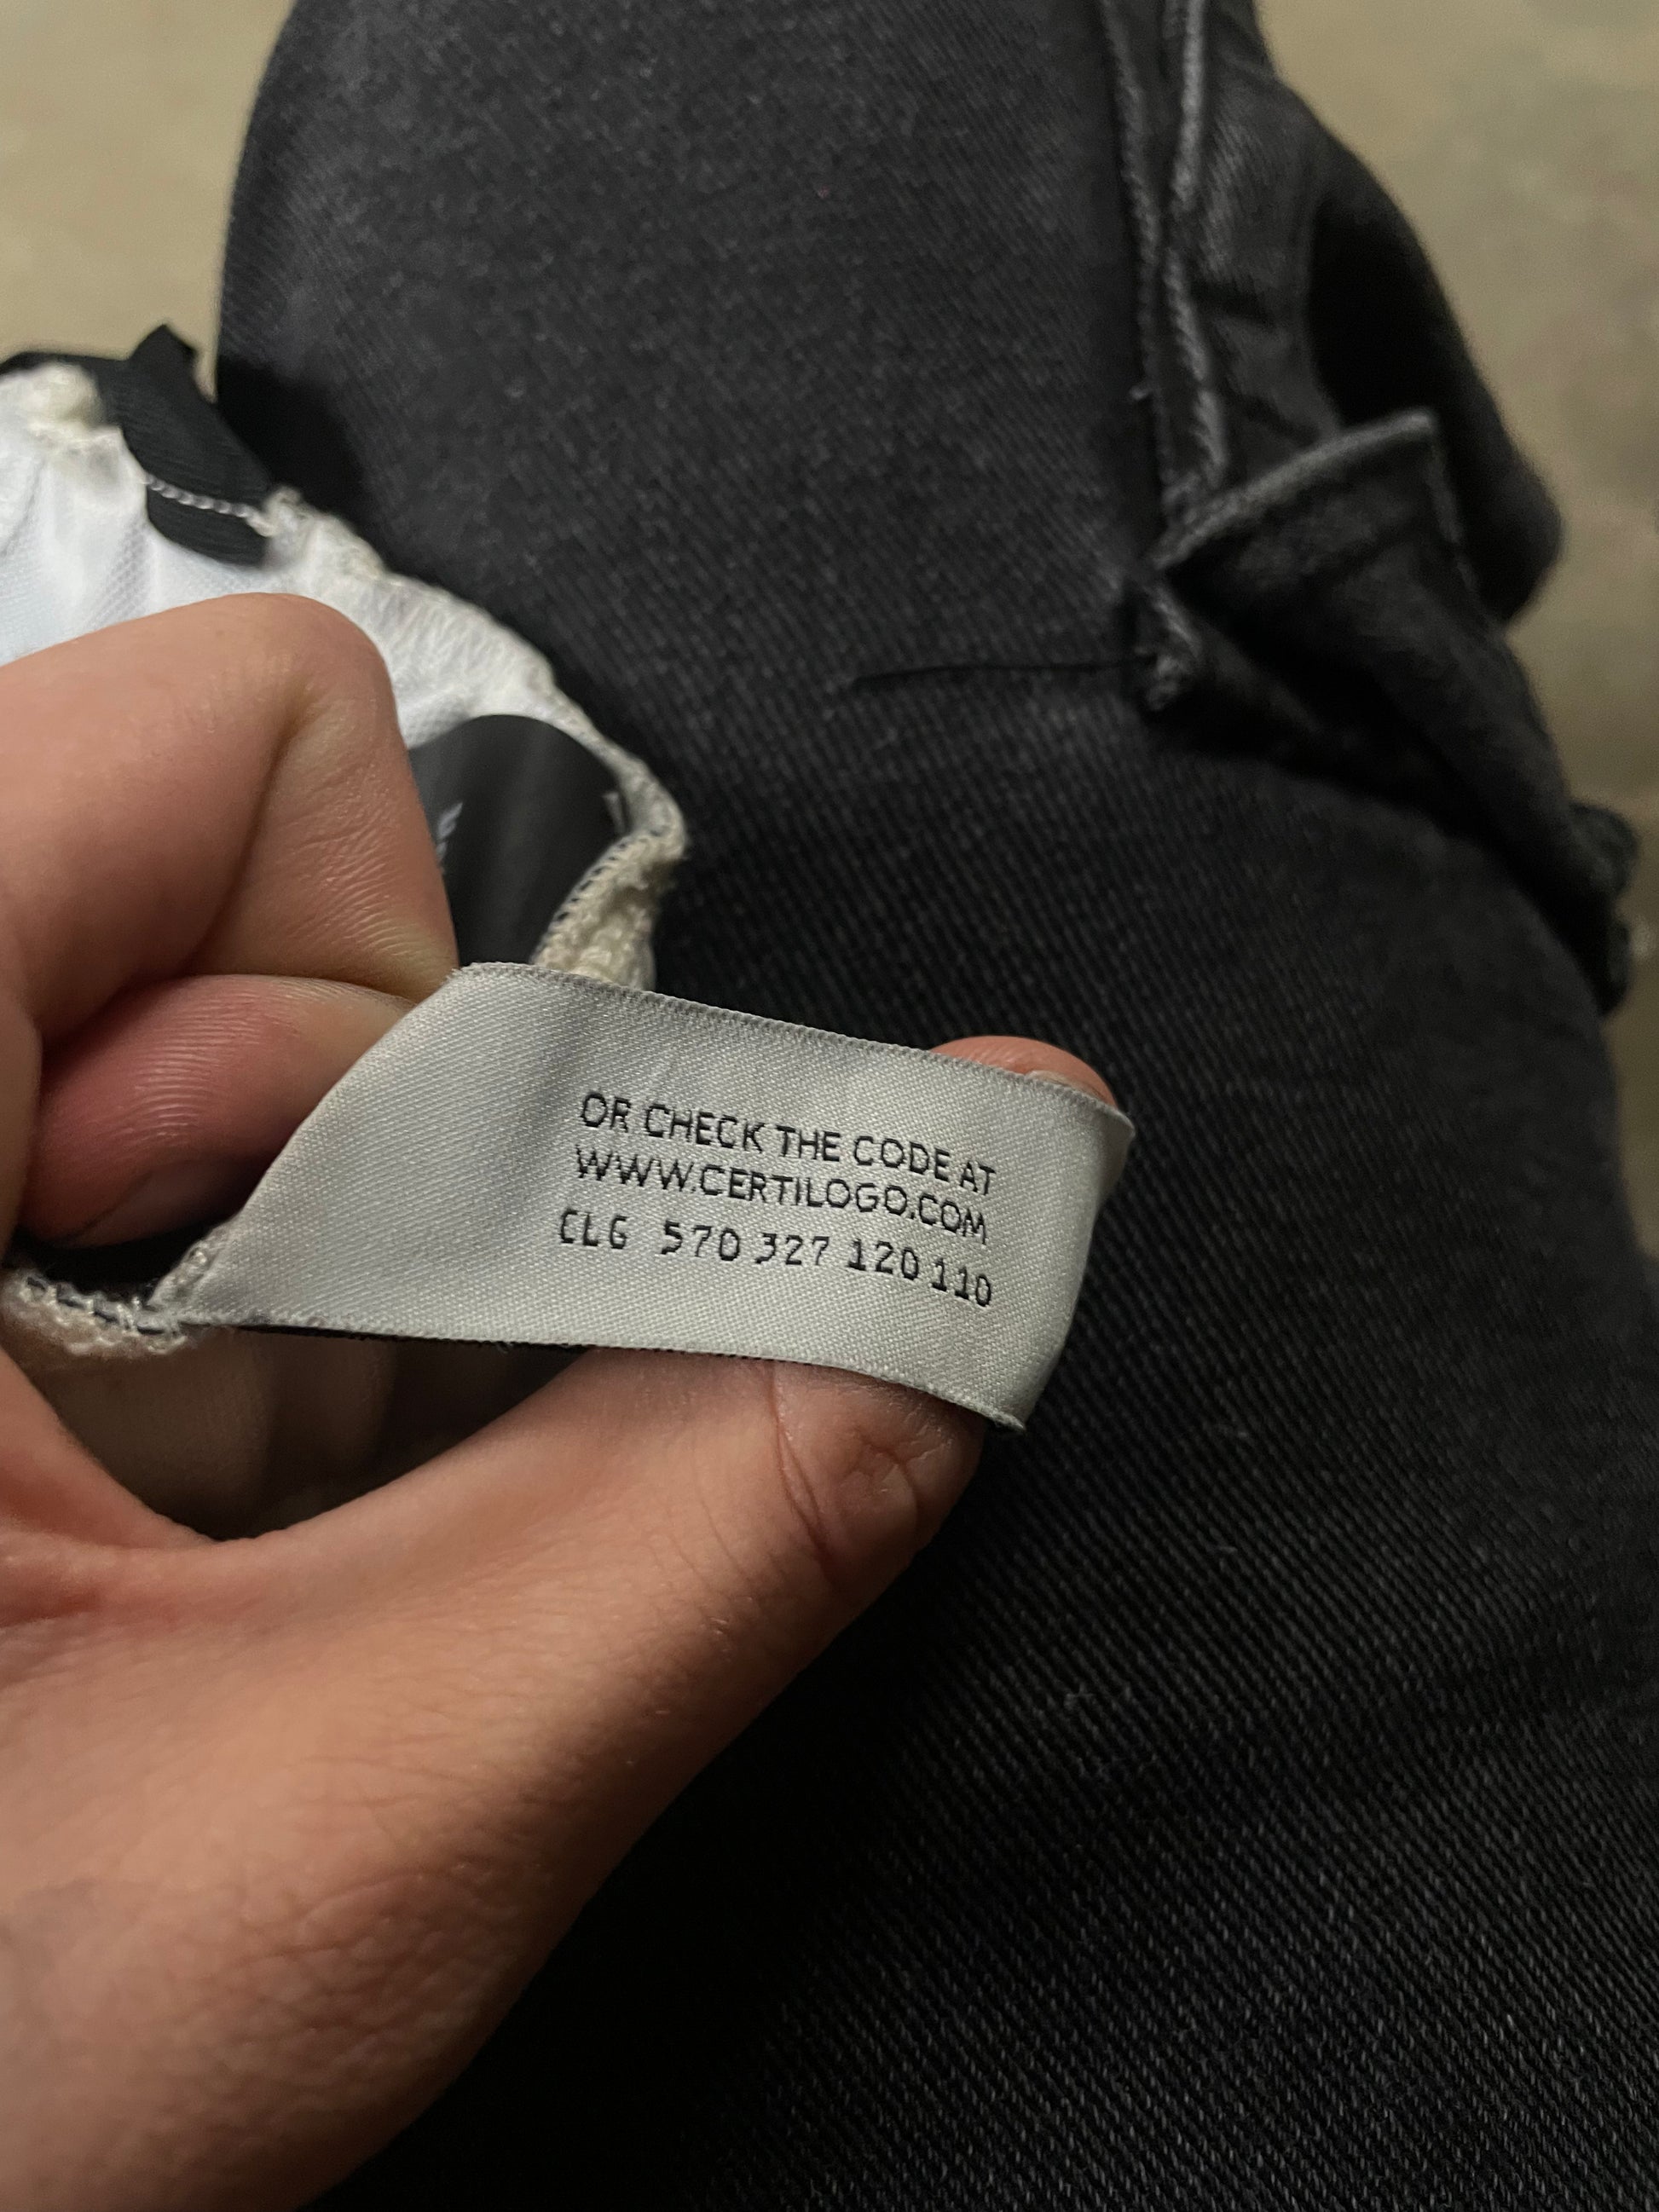 OR CHECK THE CODE AT
WWW.CERTILOGO.COM
CLG 570 327 120 110